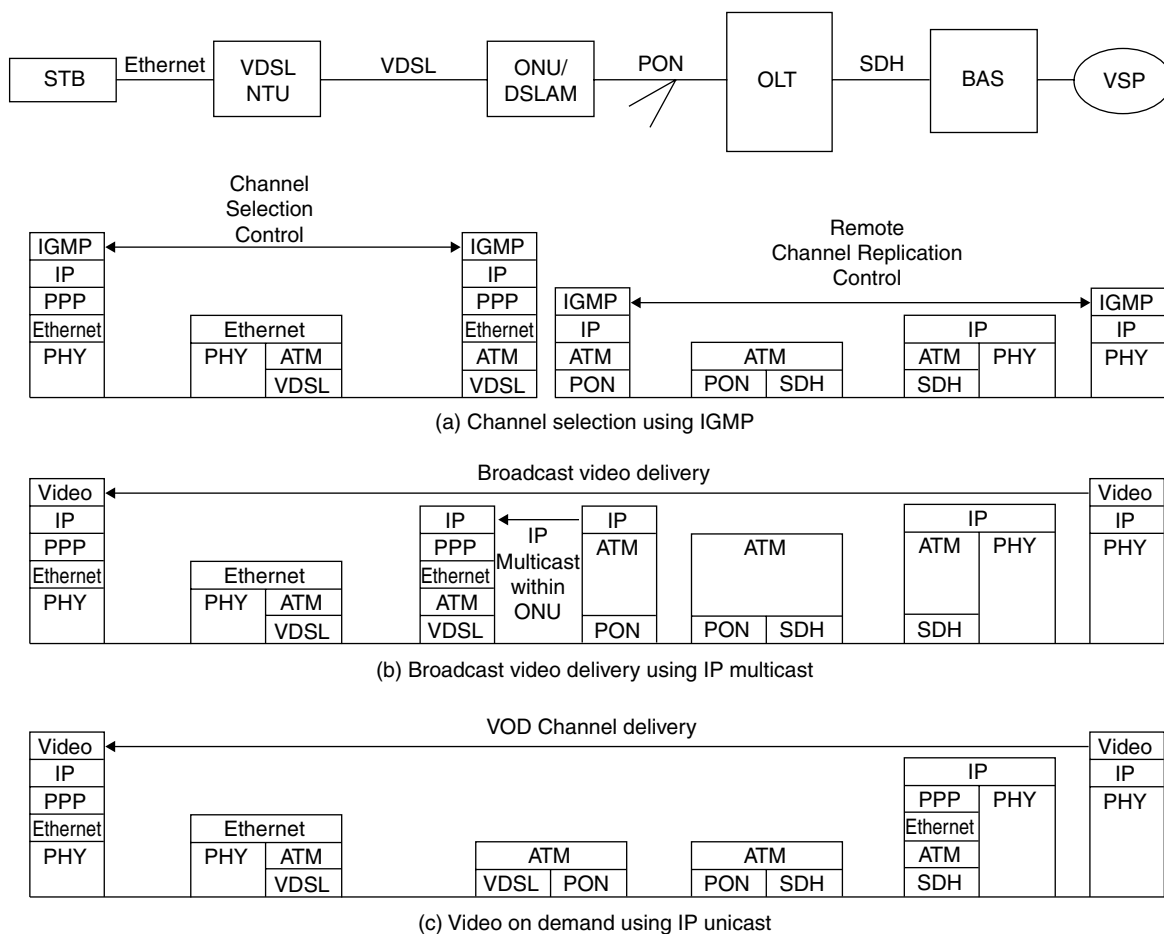 STB
Ethernet
VDSL
NTU
VDSL
ONU/
DSLAM
PON
OLT
SDH
BAS
VSP
Channel
Selection
Control
Remote
Channel Replication
Control
IGMP
IP
PPP
Ethernet
PHY
Ethernet
PHY
ATM
VDSL
IGMP
IP
PPP
Ethernet
ATM
VDSL
IGMP
IP
ATM
PON
ATM
PON
SDH
IP
ATM
PHY
SDH
IGMP
IP
PHY
(a) Channel selection using IGMP
Broadcast video delivery
Video
IP
PPP
Ethernet
PHY
Ethernet
PHY
ATM
VDSL
IP
PPP
Ethernet
ATM
VDSL
IP
Multicast
within
ONU
IP
ATM
PON
ATM
PON
SDH
IP
ATM
PHY
SDH
Video
IP
PHY
(b) Broadcast video delivery using IP multicast
VOD Channel delivery
Video
IP
PPP
Ethernet
PHY
Ethernet
PHY
ATM
VDSL
ATM
VDSL
PON
ATM
PON
SDH
IP
PPP
PHY
Ethernet
ATM
SDH
Video
IP
PHY
(c) Video on demand using IP unicast